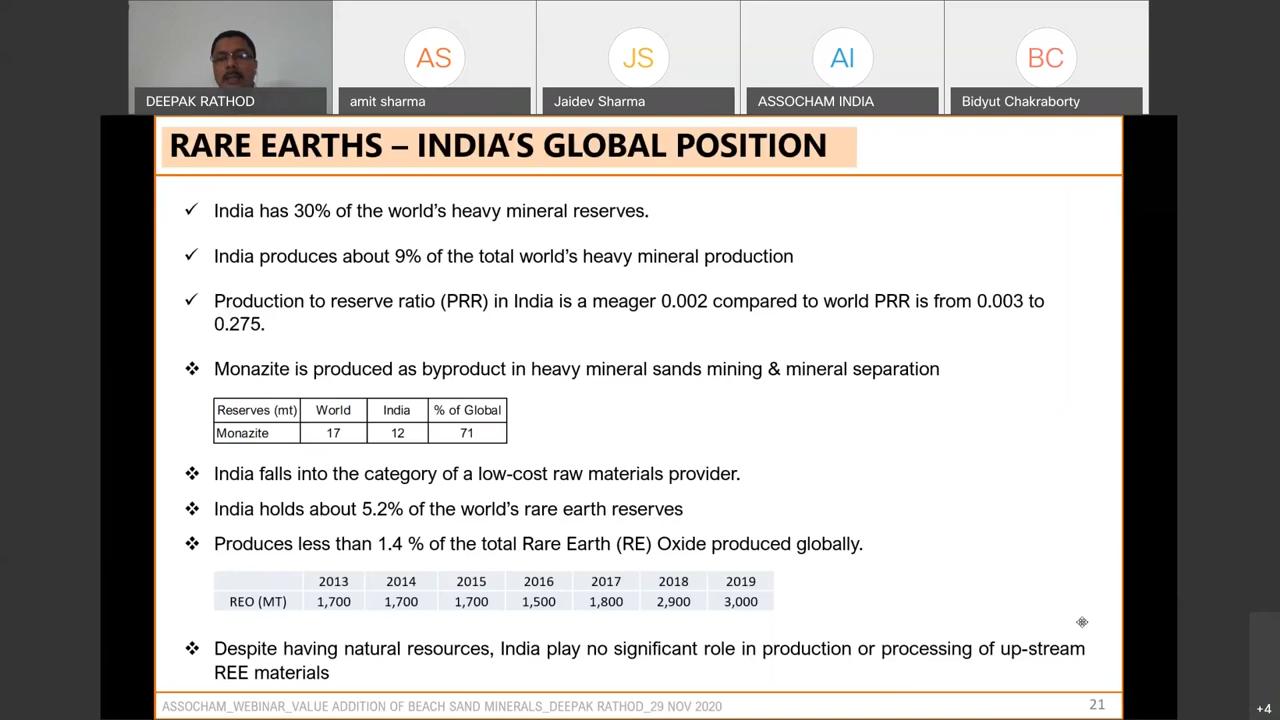 AS
JS
AI
BC
DEEPAK RATHOD
amit sharma
Jaidev Sharma
ASSOCHAM INDIA
Bidyut Chakraborty
RARE EARTHS – INDIA’S GLOBAL POSITION
✓ India has 30% of the world’s heavy mineral reserves.
✓ India produces about 9% of the total world’s heavy mineral production
✓ Production to reserve ratio (PRR) in India is a meager 0.002 compared to world PRR is from 0.003 to
0.275.
❖ Monazite is produced as byproduct in heavy mineral sands mining & mineral separation
Reserves (mt) World India % of Global
Monazite 17 12 71
❖ India falls into the category of a low-cost raw materials provider.
❖ India holds about 5.2% of the world’s rare earth reserves
❖ Produces less than 1.4 % of the total Rare Earth (RE) Oxide produced globally.
2013 2014 2015 2016 2017 2018 2019
REO (MT) 1,700 1,700 1,700 1,500 1,800 2,900 3,000
❖ Despite having natural resources, India play no significant role in production or processing of up-stream
REE materials
ASSOCHAM_WEBINAR_VALUE ADDITION OF BEACH SAND MINERALS_DEEPAK RATHOD_29 NOV 2020
21
+4